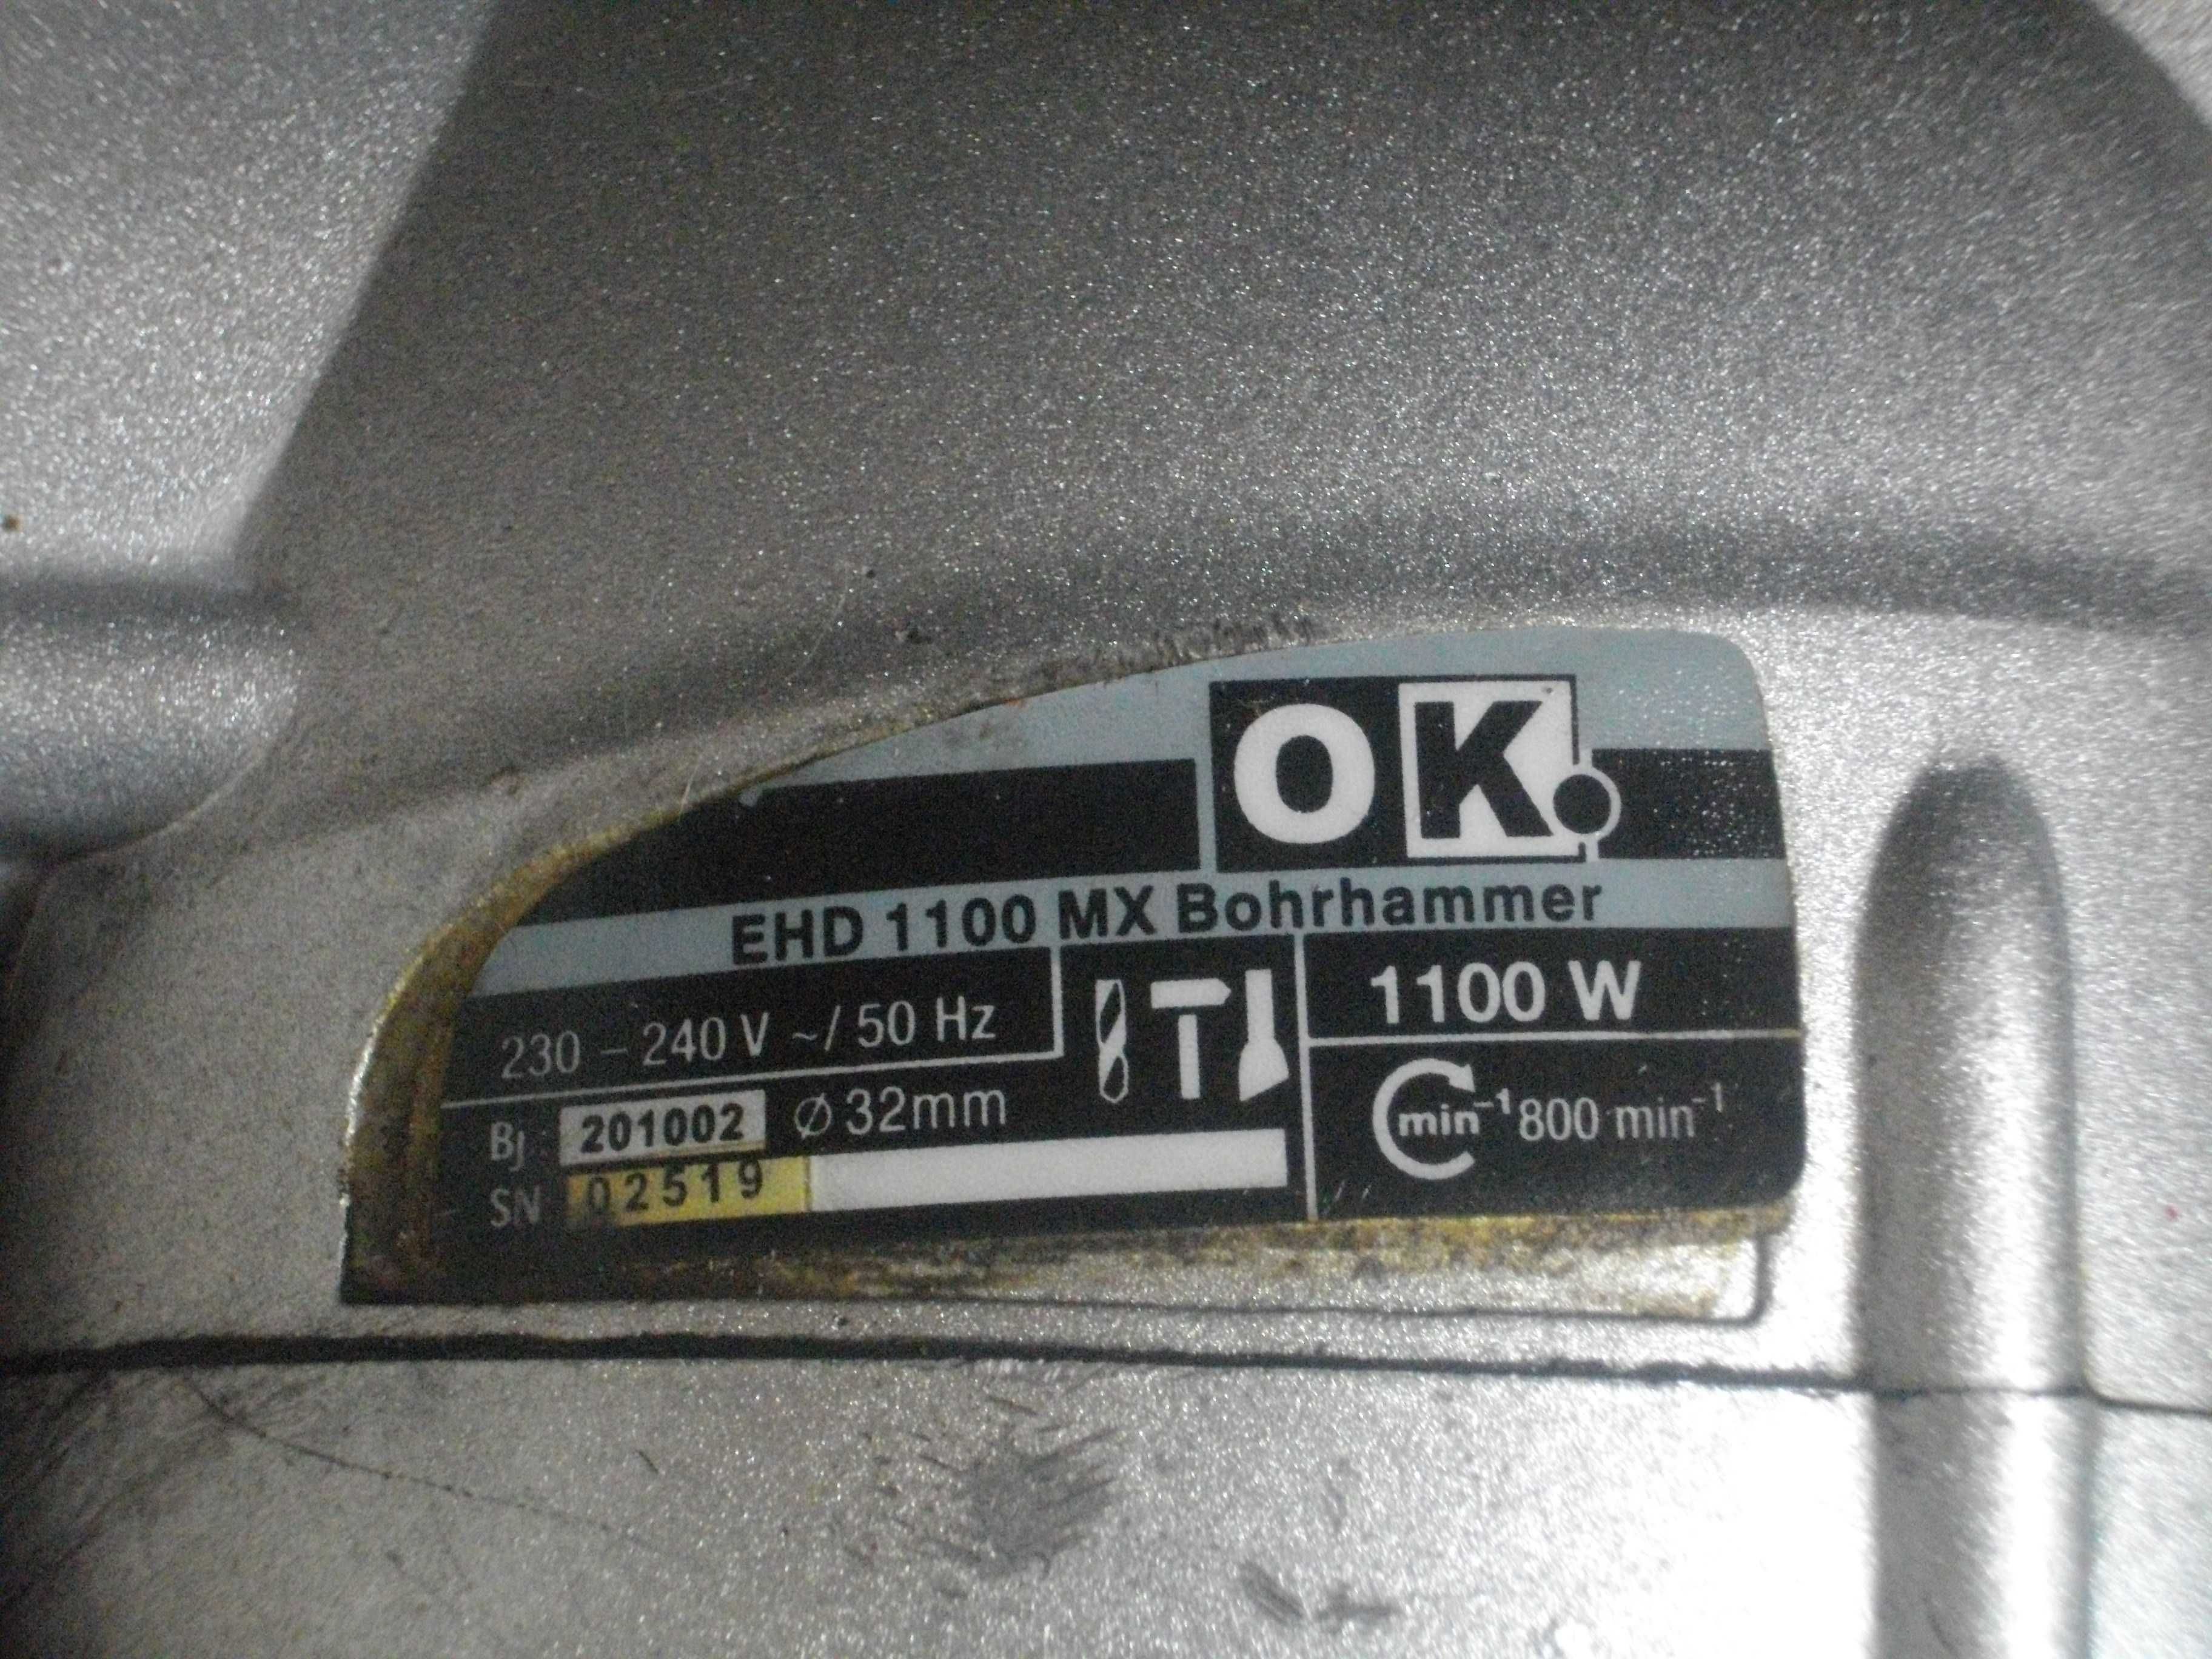 OK.
EHD 1100 MX Bohrhammer
230 – 240 V ~/ 50 Hz
1100 W
Bj : 201002 Ø 32mm
min⁻¹ 800 min⁻¹
SN 02519